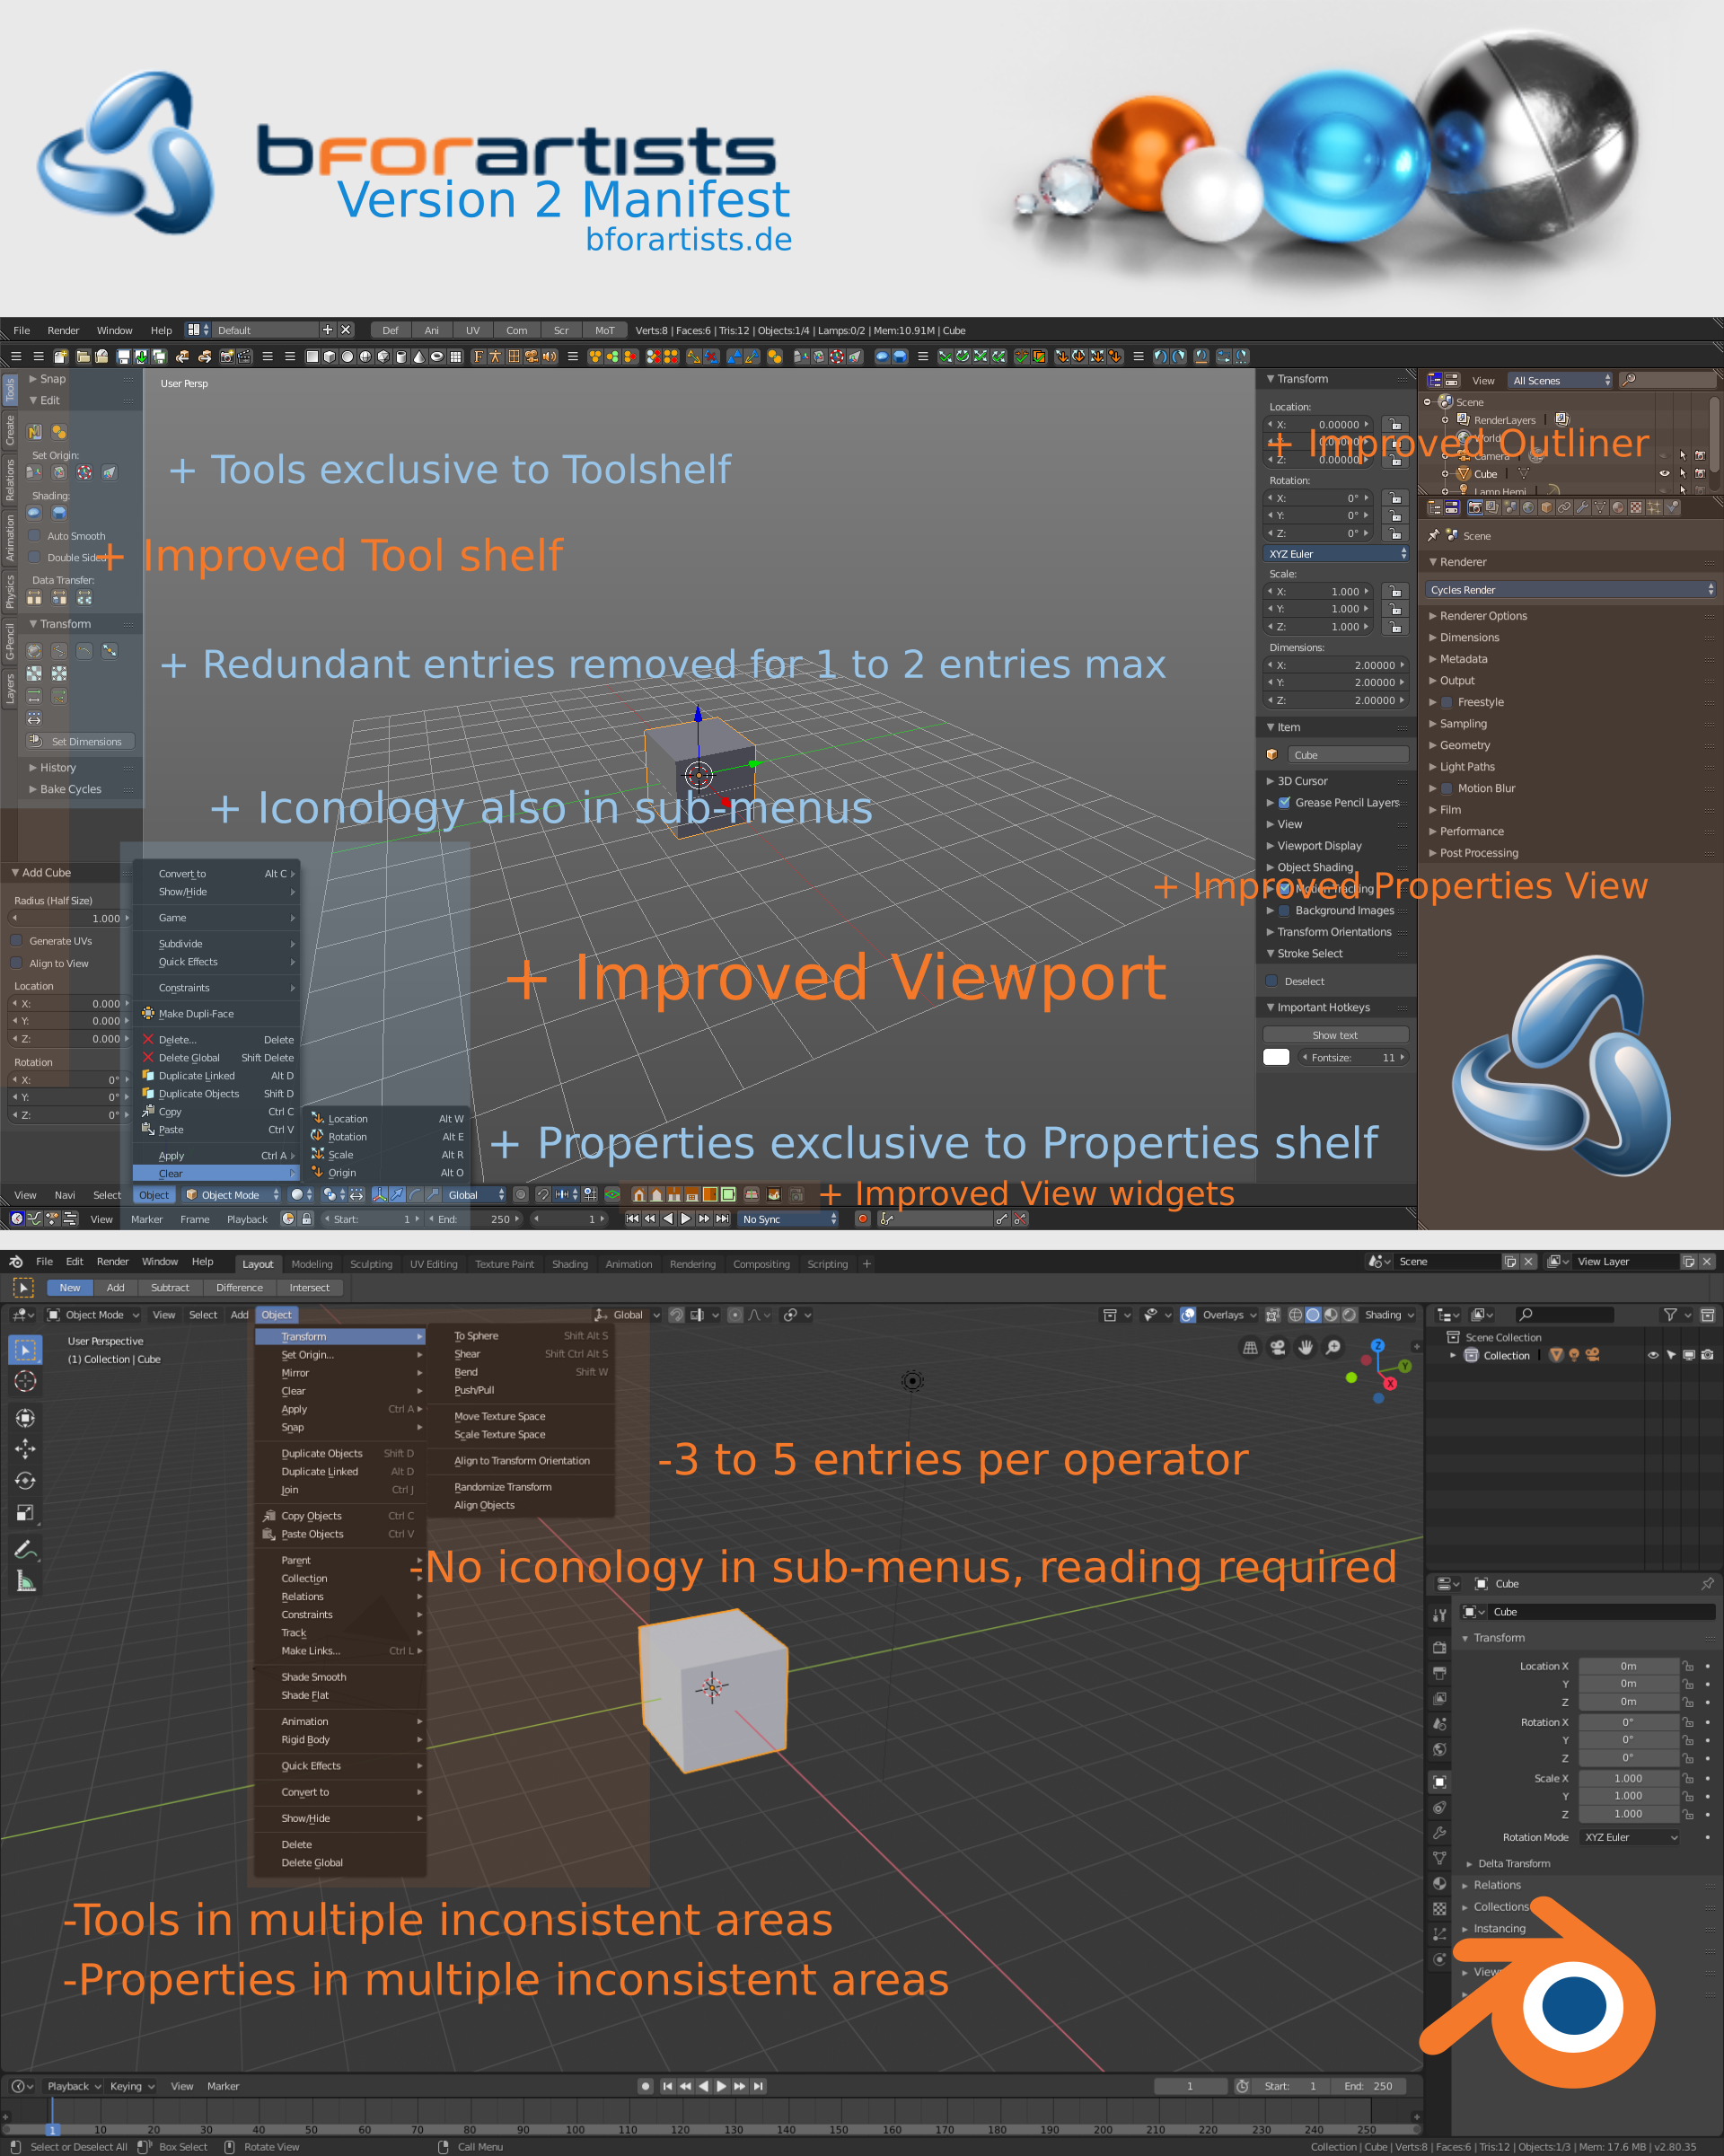 bforartists
Version 2 Manifest
bforartists.de
File Render Window Help Default Def Ani UV Com Scr MoT Verts:8 | Faces:6 | Tris:12 | Objects:1/4 | Lamps:0/2 | Mem:10.91M | Cube
Tools
Create
Relations
Animation
Physics
G-Pencil
Layers
Snap
Edit
Set Origin:
Shading:
Auto Smooth
Double Sided
Data Transfer:
Transform
Set Dimensions
History
Bake Cycles
User Persp
+ Tools exclusive to Toolshelf
+ Improved Tool shelf
+ Redundant entries removed for 1 to 2 entries max
+ Iconology also in sub-menus
+ Improved Viewport
+ Properties exclusive to Properties shelf
+ Improved View widgets
+ Improved Outliner
+ Improved Properties View
Add Cube
Radius (Half Size)
1.000
Generate UVs
Align to View
Location
X: 0.000
Y: 0.000
Z: 0.000
Rotation
X: 0°
Y: 0°
Z: 0°
Convert to Alt C
Show/Hide
Game
Subdivide
Quick Effects
Constraints
Make Dupli-Face
Delete... Delete
Delete Global Shift Delete
Duplicate Linked Alt D
Duplicate Objects Shift D
Copy Ctrl C
Paste Ctrl V
Apply Ctrl A
Clear
Location Alt W
Rotation Alt E
Scale Alt R
Origin Alt O
View Navi Select Object Object Mode Global
View Marker Frame Playback Start: 1 End: 250 1 No Sync
Transform
Location:
X: 0.00000
Z: 0.00000
Rotation:
X: 0°
Y: 0°
Z: 0°
XYZ Euler
Scale:
X: 1.000
Y: 1.000
Z: 1.000
Dimensions:
X: 2.00000
Y: 2.00000
Z: 2.00000
Item
Cube
3D Cursor
Grease Pencil Layers
View
Viewport Display
Object Shading
Motion Tracking
Background Images
Transform Orientations
Stroke Select
Deselect
Important Hotkeys
Show text
Fontsize: 11
View All Scenes
Scene
RenderLayers
World
Camera
Cube
Lamp Hemi
Scene
Renderer
Cycles Render
Renderer Options
Dimensions
Metadata
Output
Freestyle
Sampling
Geometry
Light Paths
Motion Blur
Film
Performance
Post Processing
File Edit Render Window Help Layout Modeling Sculpting UV Editing Texture Paint Shading Animation Rendering Compositing Scripting + Scene View Layer
New Add Subtract Difference Intersect
Object Mode View Select Add Object Global Overlays Shading
User Perspective
(1) Collection | Cube
Transform
Set Origin...
Mirror
Clear
Apply Ctrl A
Snap
Duplicate Objects Shift D
Duplicate Linked Alt D
Join Ctrl J
Copy Objects Ctrl C
Paste Objects Ctrl V
Parent
Collection
Relations
Constraints
Track
Make Links... Ctrl L
Shade Smooth
Shade Flat
Animation
Rigid Body
Quick Effects
Convert to
Show/Hide
Delete
Delete Global
To Sphere Shift Alt S
Shear Shift Ctrl Alt S
Bend Shift W
Push/Pull
Move Texture Space
Scale Texture Space
Align to Transform Orientation
Randomize Transform
Align Objects
Z
Y
X
-3 to 5 entries per operator
-No iconology in sub-menus, reading required
-Tools in multiple inconsistent areas
-Properties in multiple inconsistent areas
Scene Collection
Collection
Cube
Cube
Transform
Location X 0m
Y 0m
Z 0m
Rotation X 0°
Y 0°
Z 0°
Scale X 1.000
Y 1.000
Z 1.000
Rotation Mode XYZ Euler
Delta Transform
Relations
Collections
Instancing
Playback Keying View Marker 1 Start: 1 End: 250
1 10 20 30 40 50 60 70 80 90 100 110 120 130 140 150 160 170 180 190 200 210 220 230 240 250
Select or Deselect All Box Select Rotate View Call Menu Collection | Cube | Verts:8 | Faces:6 | Tris:12 | Objects:1/3 | Mem: 17.6 MB | v2.80.35